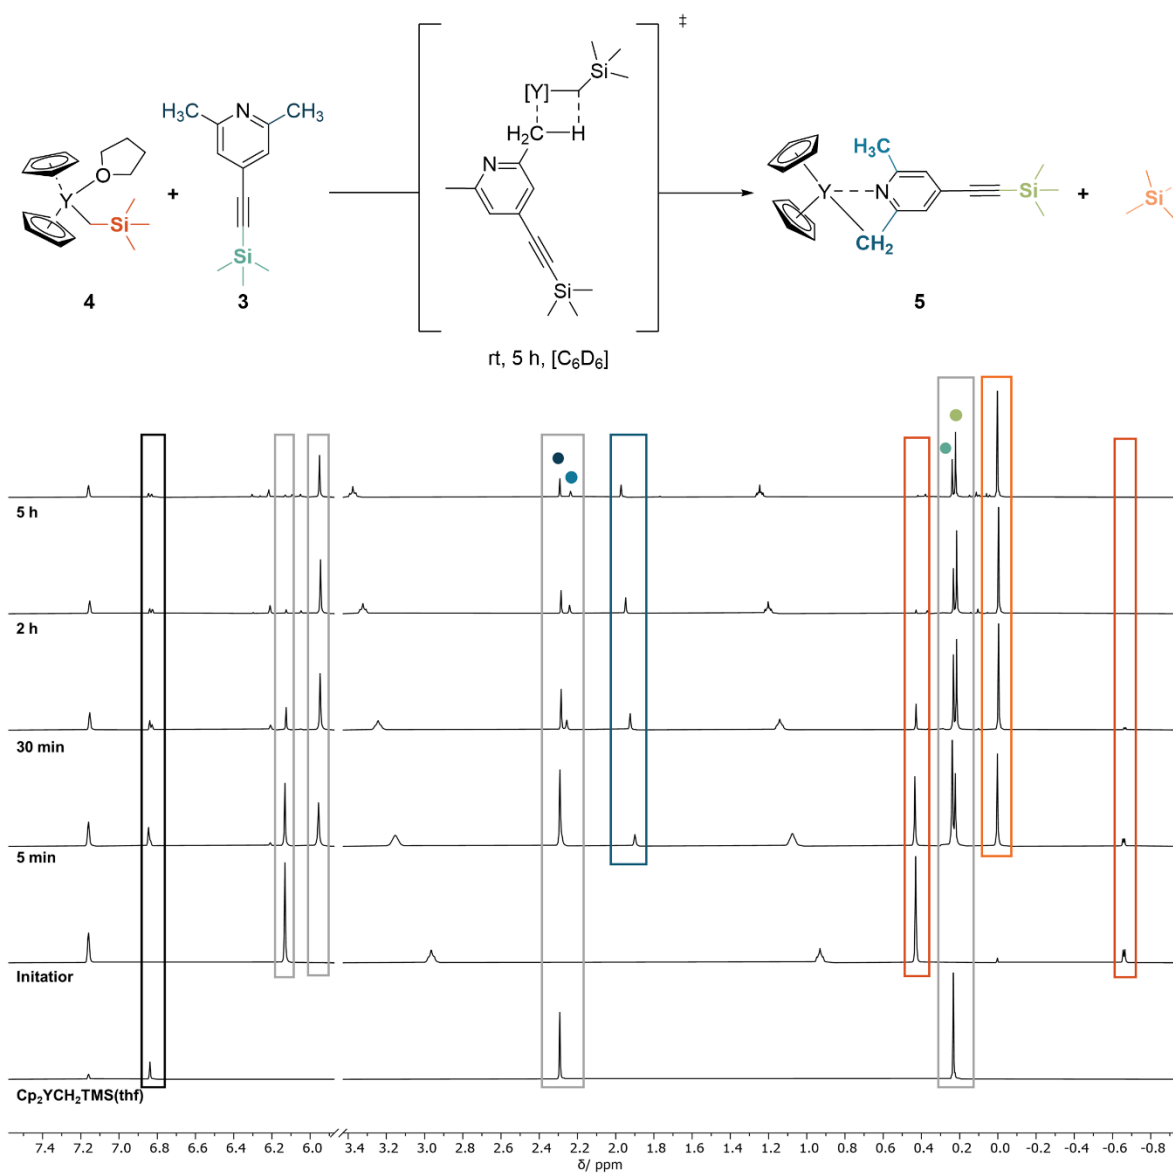 ‡
Si
[Y]
H₂C
H
N
Si
H₃C
N
CH₃
O
Y
Si
+
Si
H₃C
Y
N
Si
CH₂
+
Si
4
3
5
rt, 5 h, [C₆D₆]
5 h
2 h
30 min
5 min
Initatior
Cp₂YCH₂TMS(thf)
7.4 7.2 7.0 6.8 6.6 6.4 6.2 6.0 3.4 3.2 3.0 2.8 2.6 2.4 2.2 2.0 1.8 1.6 1.4 1.2 1.0 0.8 0.6 0.4 0.2 0.0 -0.2 -0.4 -0.6 -0.8
δ/ ppm